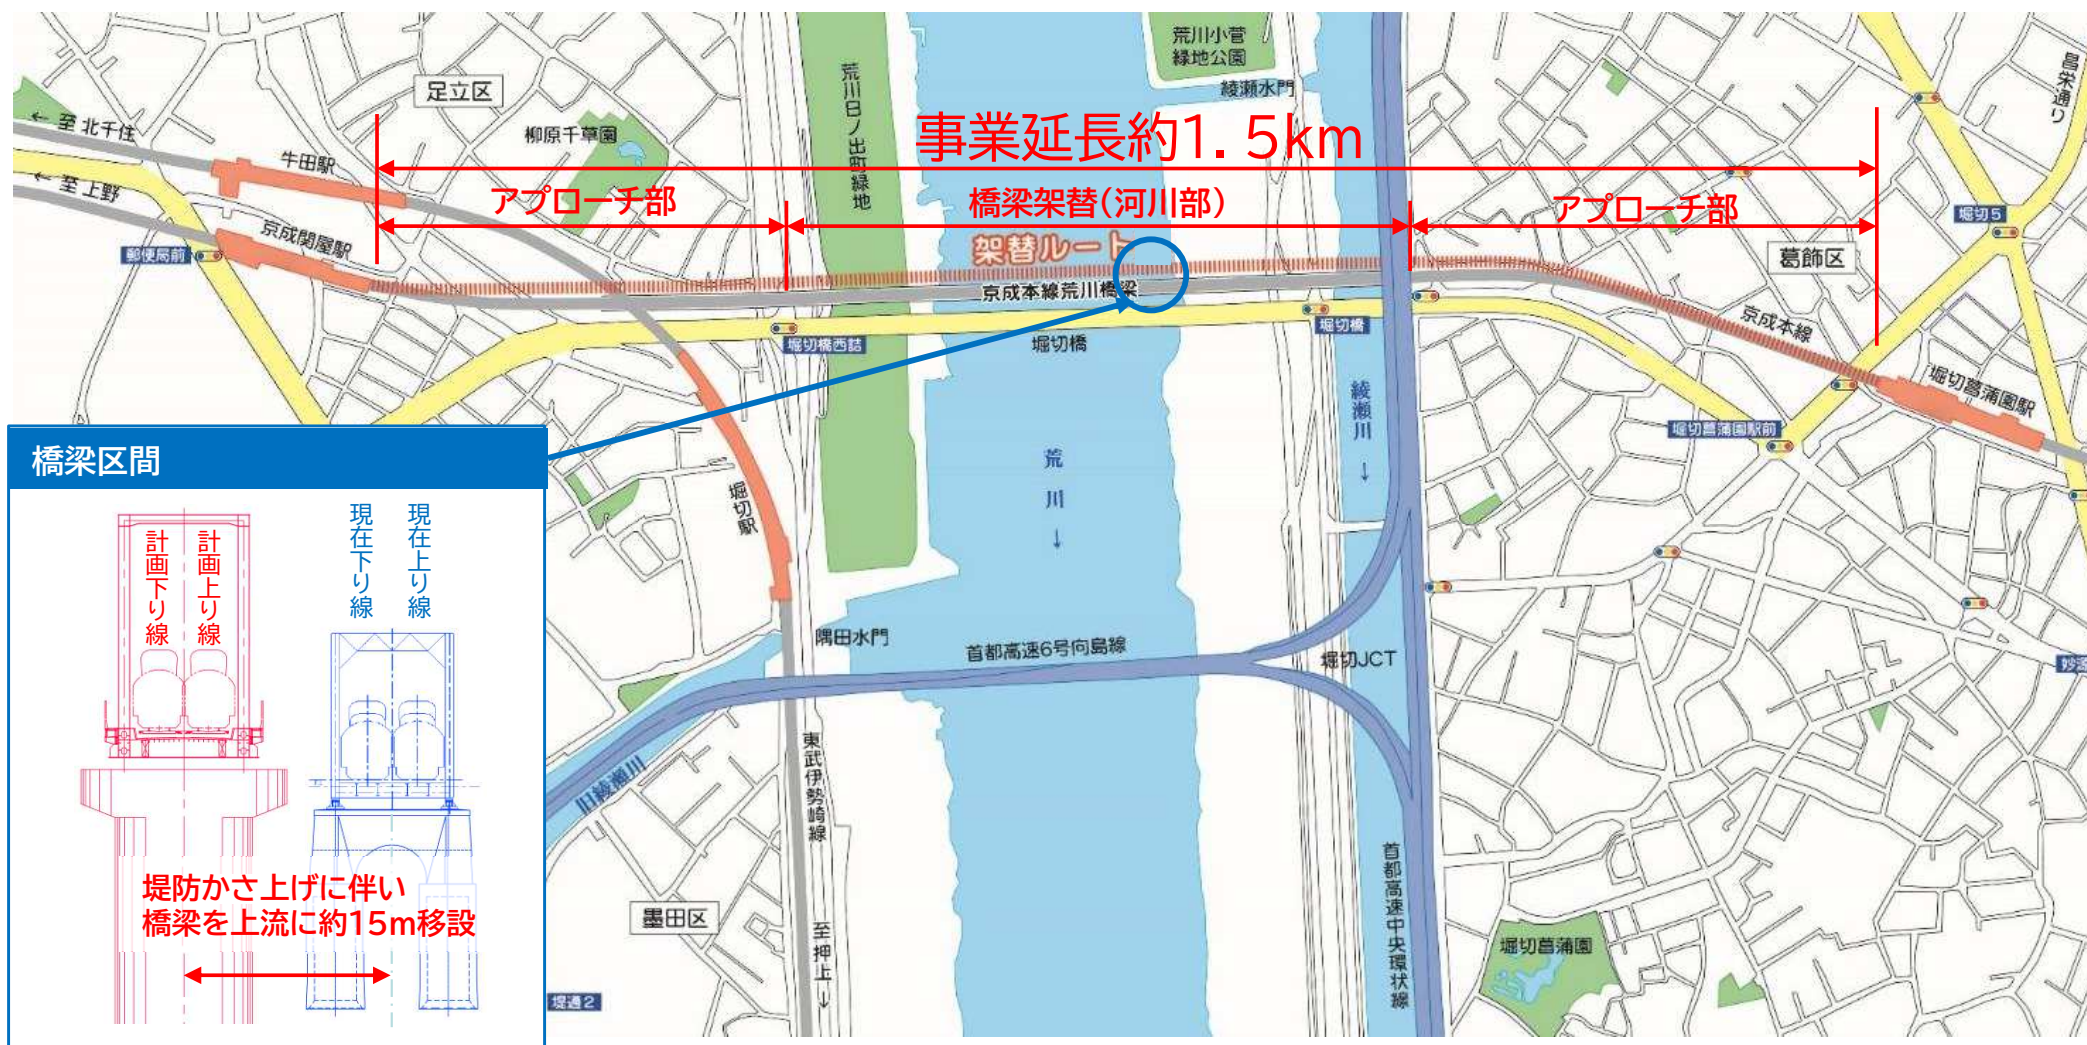 足立区
荒川小菅
緑地公園
綾瀬水門
昌栄通り
← 至 北千住
牛田駅
柳原千草園
荒川日ノ出町緑地
事業延長約1．5km
← 至 上野
京成関屋駅
郵便局前
アプローチ部
橋梁架替(河川部)
アプローチ部
堀切5
葛飾区
架替ルート
京成本線荒川橋梁
京成本線
堀切橋西詰
堀切橋
堀切橋
堀切菖蒲園駅
堀切菖蒲園駅前
綾瀬川
↓
荒川
↓
堀切駅
橋梁区間
計画下り線
計画上り線
現在下り線
現在上り線
堤防かさ上げに伴い
橋梁を上流に約15m移設
隅田水門
首都高速6号向島線
堀切JCT
旧綾瀬川
東武伊勢崎線
至 押上 ↓
墨田区
堤通2
首都高速中央環状線
堀切菖蒲園